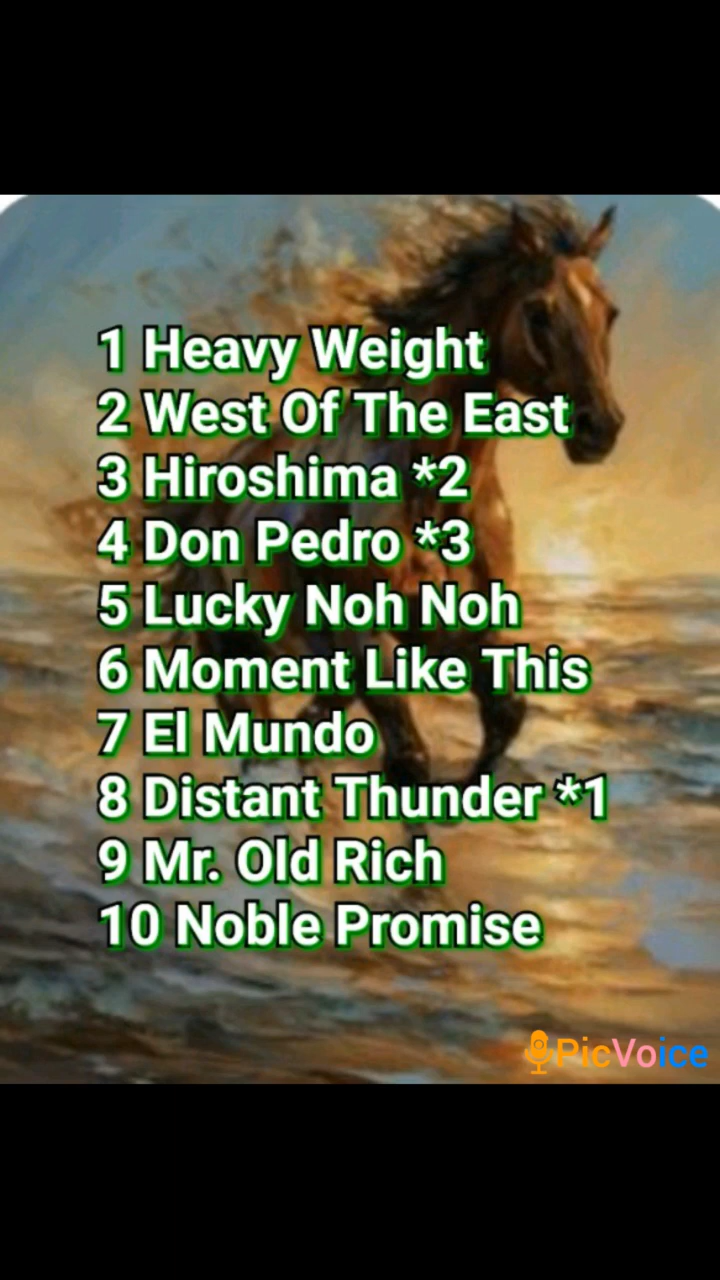 1 Heavy Weight
2 West Of The East
3 Hiroshima *2
4 Don Pedro *3
5 Lucky Noh Noh
6 Moment Like This
7 El Mundo
8 Distant Thunder *1
9 Mr. Old Rich
10 Noble Promise
PicVoice